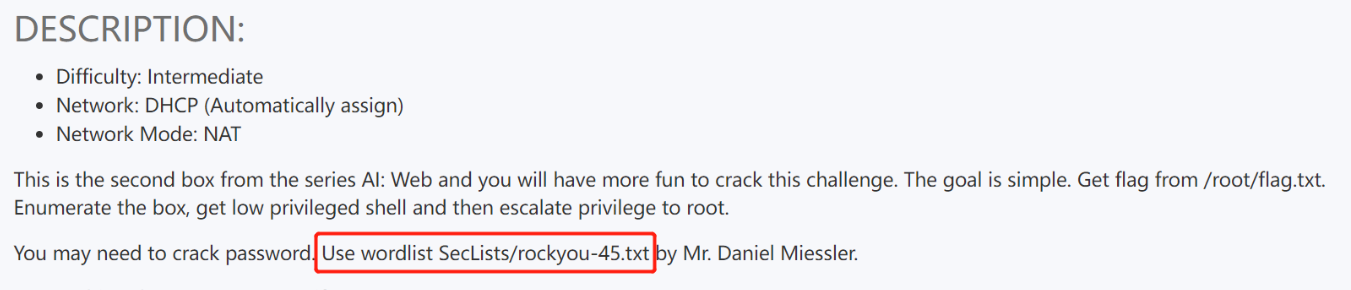 DESCRIPTION:
• Difficulty: Intermediate
• Network: DHCP (Automatically assign)
• Network Mode: NAT
This is the second box from the series AI: Web and you will have more fun to crack this challenge. The goal is simple. Get flag from /root/flag.txt.
Enumerate the box, get low privileged shell and then escalate privilege to root.
You may need to crack password. Use wordlist SecLists/rockyou-45.txt by Mr. Daniel Miessler.